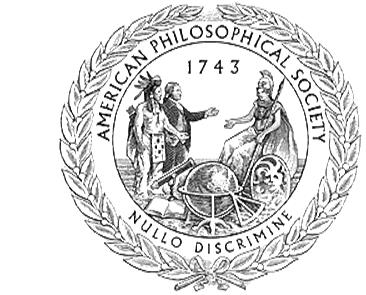 AMERICAN PHILOSOPHICAL SOCIETY
1743
NULLO DISCRIMINE